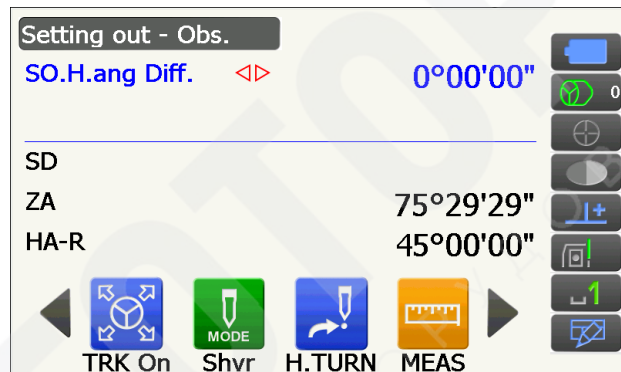 Setting out - Obs.
SO.H.ang Diff. 0°00'00"
SD
ZA 75°29'29"
HA-R 45°00'00"
MODE
TRK On Shvr H.TURN MEAS
0
1